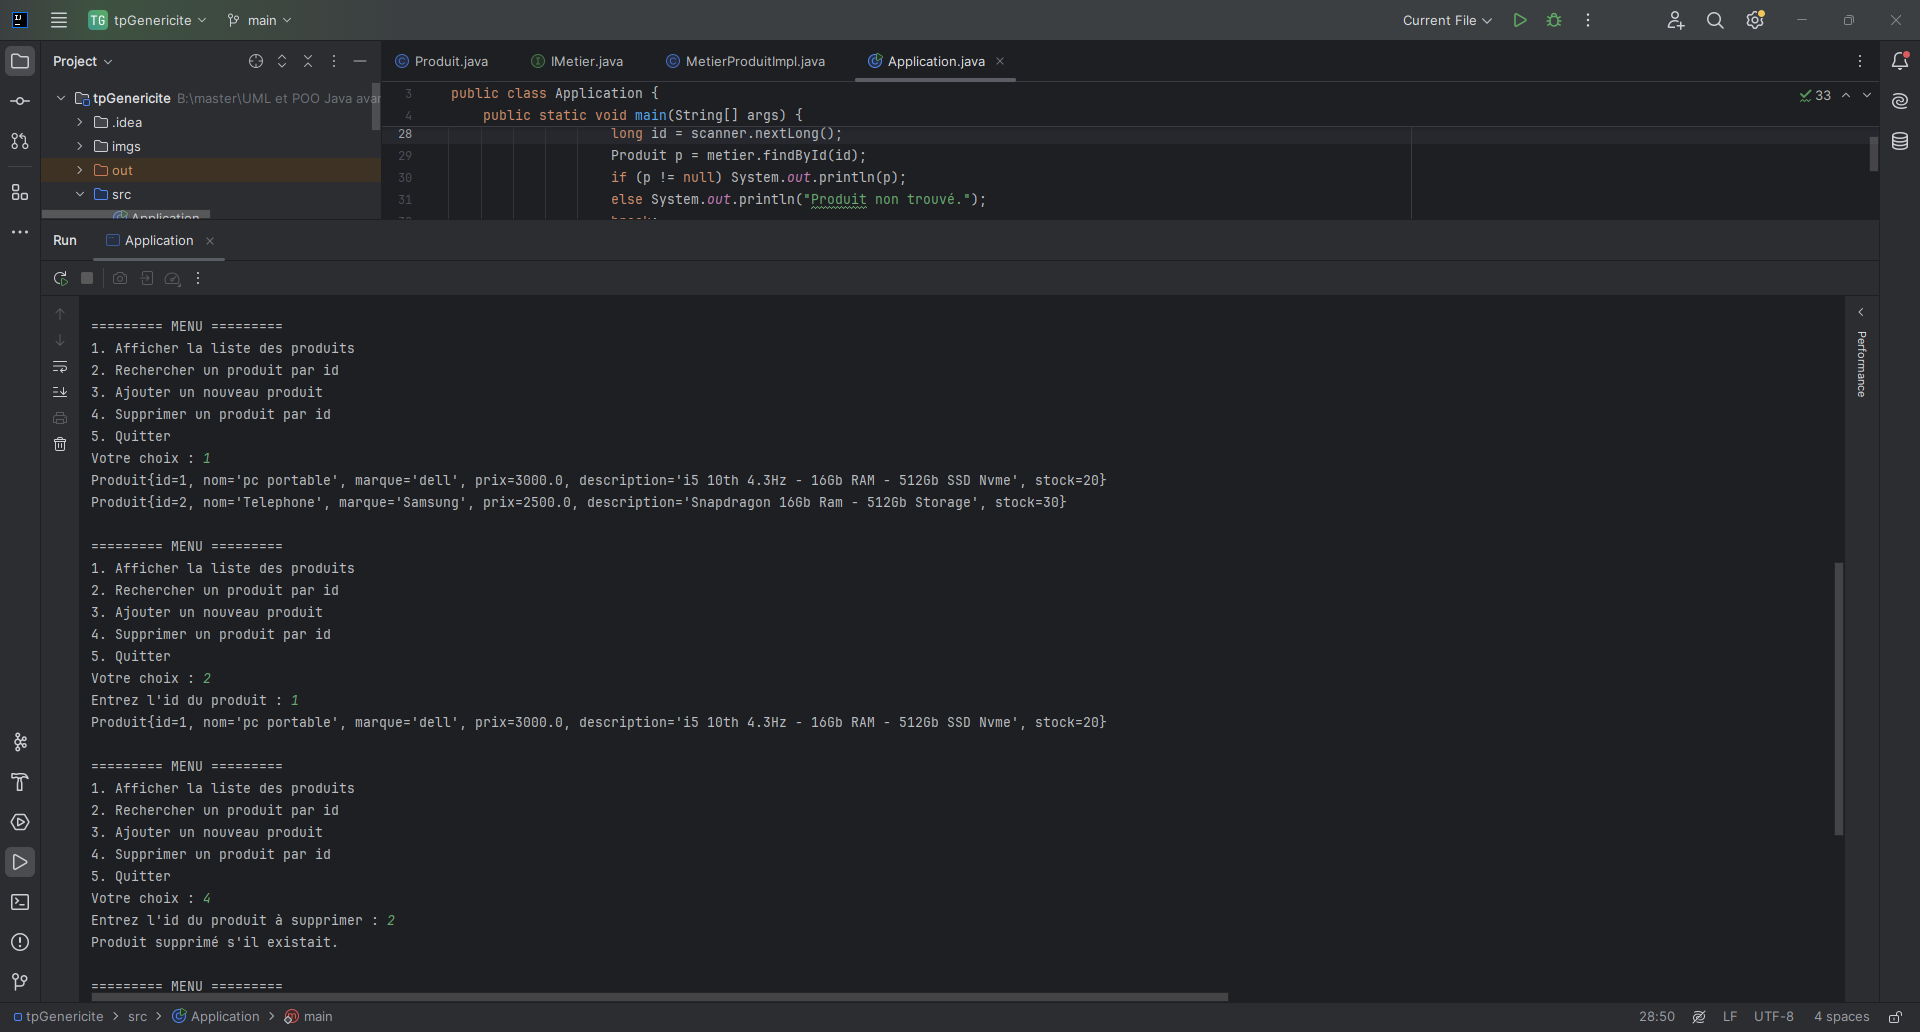 TG tpGenericite main Current File
Project
Produit.java IMetier.java MetierProduitImpl.java Application.java
tpGenericite B:\master\UML et POO Java avan
.idea
imgs
out
src
Application
33
3 public class Application {
4 public static void main(String[] args) {
28 long id = scanner.nextLong();
29 Produit p = metier.findById(id);
30 if (p != null) System.out.println(p);
31 else System.out.println("Produit non trouvé.");
Run Application
Performance
========= MENU =========
1. Afficher la liste des produits
2. Rechercher un produit par id
3. Ajouter un nouveau produit
4. Supprimer un produit par id
5. Quitter
Votre choix : 1
Produit{id=1, nom='pc portable', marque='dell', prix=3000.0, description='i5 10th 4.3Hz - 16Gb RAM - 512Gb SSD Nvme', stock=20}
Produit{id=2, nom='Telephone', marque='Samsung', prix=2500.0, description='Snapdragon 16Gb Ram - 512Gb Storage', stock=30}
========= MENU =========
1. Afficher la liste des produits
2. Rechercher un produit par id
3. Ajouter un nouveau produit
4. Supprimer un produit par id
5. Quitter
Votre choix : 2
Entrez l'id du produit : 1
Produit{id=1, nom='pc portable', marque='dell', prix=3000.0, description='i5 10th 4.3Hz - 16Gb RAM - 512Gb SSD Nvme', stock=20}
========= MENU =========
1. Afficher la liste des produits
2. Rechercher un produit par id
3. Ajouter un nouveau produit
4. Supprimer un produit par id
5. Quitter
Votre choix : 4
Entrez l'id du produit à supprimer : 2
Produit supprimé s'il existait.
========= MENU =========
tpGenericite > src > Application > main 28:50 LF UTF-8 4 spaces